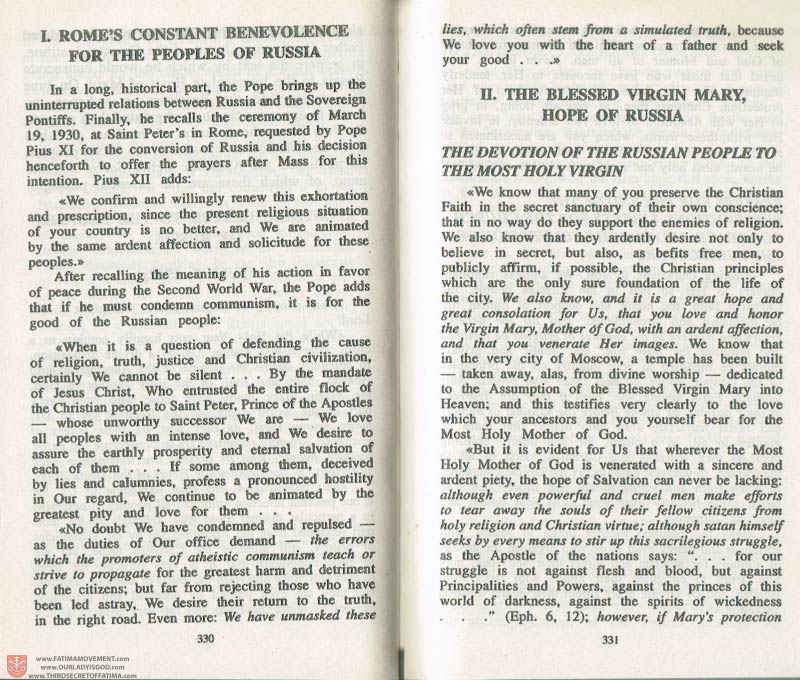 I. ROME'S CONSTANT BENEVOLENCE
FOR THE PEOPLES OF RUSSIA
In a long, historical part, the Pope brings up the
uninterrupted relations between Russia and the Sovereign
Pontiffs. Finally, he recalls the ceremony of March
19, 1930, at Saint Peter's in Rome, requested by Pope
Pius XI for the conversion of Russia and his decision
henceforth to offer the prayers after Mass for this
intention. Pius XII adds:
«We confirm and willingly renew this exhortation
and prescription, since the present religious situation
of your country is no better, and We are animated
by the same ardent affection and solicitude for these
peoples.»
After recalling the meaning of his action in favor
of peace during the Second World War, the Pope adds
that if he must condemn communism, it is for the
good of the Russian people:
«When it is a question of defending the cause
of religion, truth, justice and Christian civilization,
certainly We cannot be silent . . . By the mandate
of Jesus Christ, Who entrusted the entire flock of
the Christian people to Saint Peter, Prince of the Apostles
— whose unworthy successor We are — We love
all peoples with an intense love, and We desire to
assure the earthly prosperity and eternal salvation of
each of them . . . If some among them, deceived
by lies and calumnies, profess a pronounced hostility
in Our regard, We continue to be animated by the
greatest pity and love for them . . .
«No doubt We have condemned and repulsed —
as the duties of Our office demand — the errors
which the promoters of atheistic communism teach or
strive to propagate for the greatest harm and detriment
of the citizens; but far from rejecting those who have
been led astray, We desire their return to the truth,
in the right road. Even more: We have unmasked these
330
lies, which often stem from a simulated truth, because
We love you with the heart of a father and seek
your good . . .»
II. THE BLESSED VIRGIN MARY,
HOPE OF RUSSIA
THE DEVOTION OF THE RUSSIAN PEOPLE TO
THE MOST HOLY VIRGIN
«We know that many of you preserve the Christian
Faith in the secret sanctuary of their own conscience;
that in no way do they support the enemies of religion.
We also know that they ardently desire not only to
believe in secret, but also, as befits free men, to
publicly affirm, if possible, the Christian principles
which are the only sure foundation of the life of
the city. We also know, and it is a great hope and
great consolation for Us, that you love and honor
the Virgin Mary, Mother of God, with an ardent affection,
and that you venerate Her images. We know that
in the very city of Moscow, a temple has been built
— taken away, alas, from divine worship — dedicated
to the Assumption of the Blessed Virgin Mary into
Heaven; and this testifies very clearly to the love
which your ancestors and you yourself bear for the
Most Holy Mother of God.
«But it is evident for Us that wherever the Most
Holy Mother of God is venerated with a sincere and
ardent piety, the hope of Salvation can never be lacking:
although even powerful and cruel men make efforts
to tear away the souls of their fellow citizens from
holy religion and Christian virtue; although satan himself
seeks by every means to stir up this sacrilegious struggle,
as the Apostle of the nations says: ". . . for our
struggle is not against flesh and blood, but against
Principalities and Powers, against the princes of this
world of darkness, against the spirits of wickedness
. . ." (Eph. 6, 12); however, if Mary's protection
331
www.FATIMAMOVEMENT.com
www.OURLADYISGOD.com
www.THIRDSECRETOFFATIMA.com